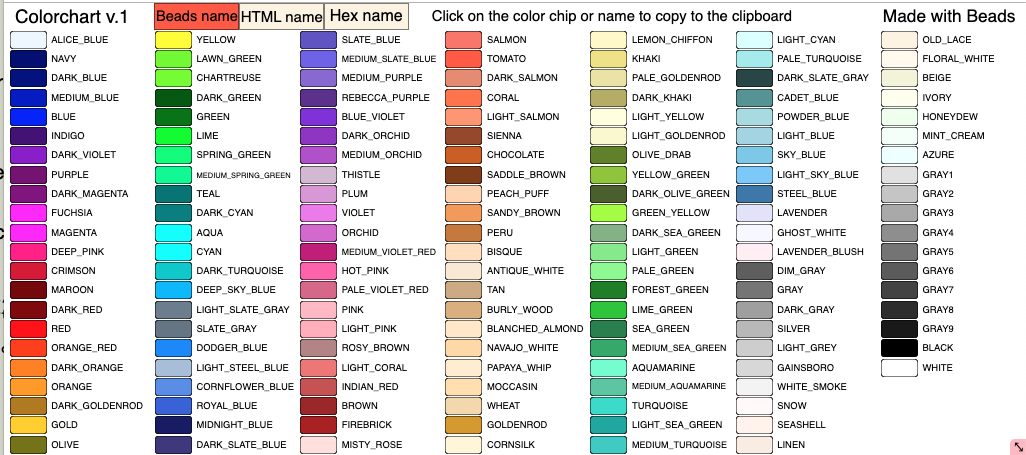 Colorchart v.1
Beads name
HTML name
Hex name
Click on the color chip or name to copy to the clipboard
Made with Beads
ALICE_BLUE
NAVY
DARK_BLUE
MEDIUM_BLUE
BLUE
INDIGO
DARK_VIOLET
PURPLE
DARK_MAGENTA
FUCHSIA
MAGENTA
DEEP_PINK
CRIMSON
MAROON
DARK_RED
RED
ORANGE_RED
DARK_ORANGE
ORANGE
DARK_GOLDENROD
GOLD
OLIVE
YELLOW
LAWN_GREEN
CHARTREUSE
DARK_GREEN
GREEN
LIME
SPRING_GREEN
MEDIUM_SPRING_GREEN
TEAL
DARK_CYAN
AQUA
CYAN
DARK_TURQUOISE
DEEP_SKY_BLUE
LIGHT_SLATE_GRAY
SLATE_GRAY
DODGER_BLUE
LIGHT_STEEL_BLUE
CORNFLOWER_BLUE
ROYAL_BLUE
MIDNIGHT_BLUE
DARK_SLATE_BLUE
SLATE_BLUE
MEDIUM_SLATE_BLUE
MEDIUM_PURPLE
REBECCA_PURPLE
BLUE_VIOLET
DARK_ORCHID
MEDIUM_ORCHID
THISTLE
PLUM
VIOLET
ORCHID
MEDIUM_VIOLET_RED
HOT_PINK
PALE_VIOLET_RED
PINK
LIGHT_PINK
ROSY_BROWN
LIGHT_CORAL
INDIAN_RED
BROWN
FIREBRICK
MISTY_ROSE
SALMON
TOMATO
DARK_SALMON
CORAL
LIGHT_SALMON
SIENNA
CHOCOLATE
SADDLE_BROWN
PEACH_PUFF
SANDY_BROWN
PERU
BISQUE
ANTIQUE_WHITE
TAN
BURLY_WOOD
BLANCHED_ALMOND
NAVAJO_WHITE
PAPAYA_WHIP
MOCCASIN
WHEAT
GOLDENROD
CORNSILK
LEMON_CHIFFON
KHAKI
PALE_GOLDENROD
DARK_KHAKI
LIGHT_YELLOW
LIGHT_GOLDENROD
OLIVE_DRAB
YELLOW_GREEN
DARK_OLIVE_GREEN
GREEN_YELLOW
DARK_SEA_GREEN
LIGHT_GREEN
PALE_GREEN
FOREST_GREEN
LIME_GREEN
SEA_GREEN
MEDIUM_SEA_GREEN
AQUAMARINE
MEDIUM_AQUAMARINE
TURQUOISE
LIGHT_SEA_GREEN
MEDIUM_TURQUOISE
LIGHT_CYAN
PALE_TURQUOISE
DARK_SLATE_GRAY
CADET_BLUE
POWDER_BLUE
LIGHT_BLUE
SKY_BLUE
LIGHT_SKY_BLUE
STEEL_BLUE
LAVENDER
GHOST_WHITE
LAVENDER_BLUSH
DIM_GRAY
GRAY
DARK_GRAY
SILVER
LIGHT_GREY
GAINSBORO
WHITE_SMOKE
SNOW
SEASHELL
LINEN
OLD_LACE
FLORAL_WHITE
BEIGE
IVORY
HONEYDEW
MINT_CREAM
AZURE
GRAY1
GRAY2
GRAY3
GRAY4
GRAY5
GRAY6
GRAY7
GRAY8
GRAY9
BLACK
WHITE